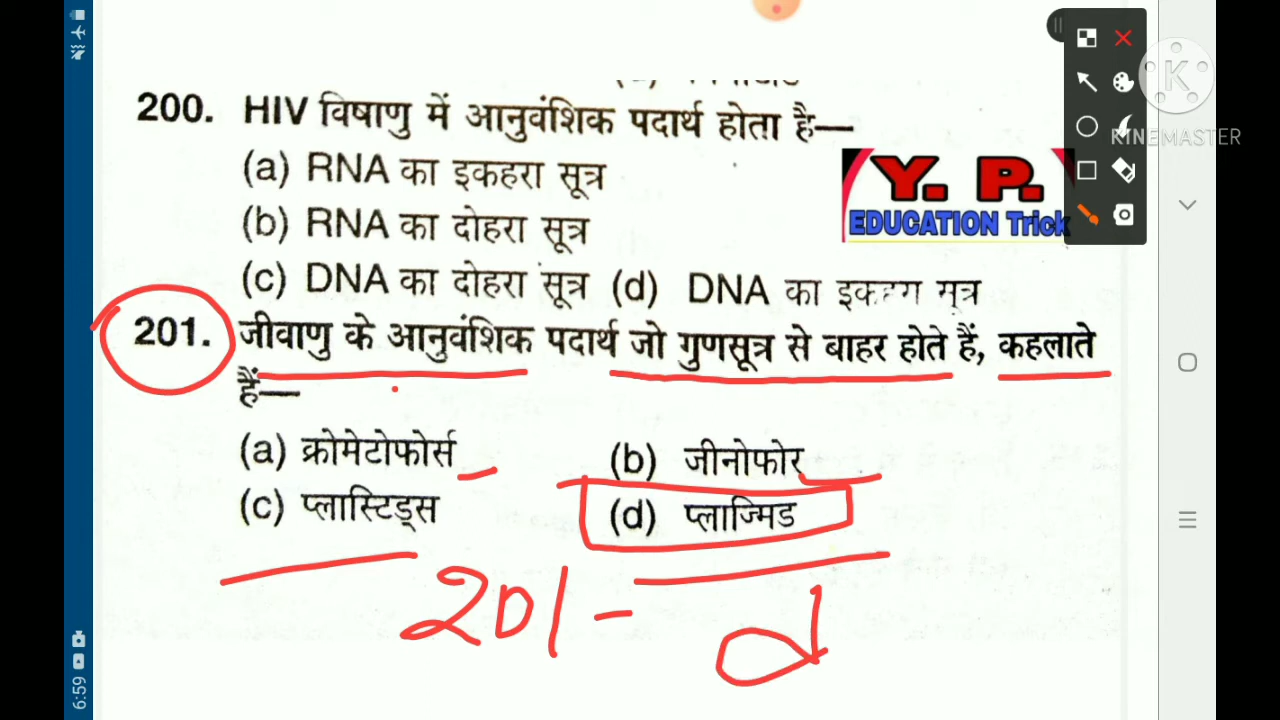 200. HIV विषाणु में आनुवंशिक पदार्थ होता है—
(a) RNA का इकहरा सूत्र
(b) RNA का दोहरा सूत्र
(c) DNA का दोहरा सूत्र (d) DNA का इकहरा सूत्र
201. जीवाणु के आनुवंशिक पदार्थ जो गुणसूत्र से बाहर होते हैं, कहलाते
हैं—
(a) क्रोमेटोफोर्स (b) जीनोफोर
(c) प्लास्टिड्स (d) प्लाज्मिड
201 - d
Y. P.
EDUCATION Trick
K
KINEMASTER
6:59